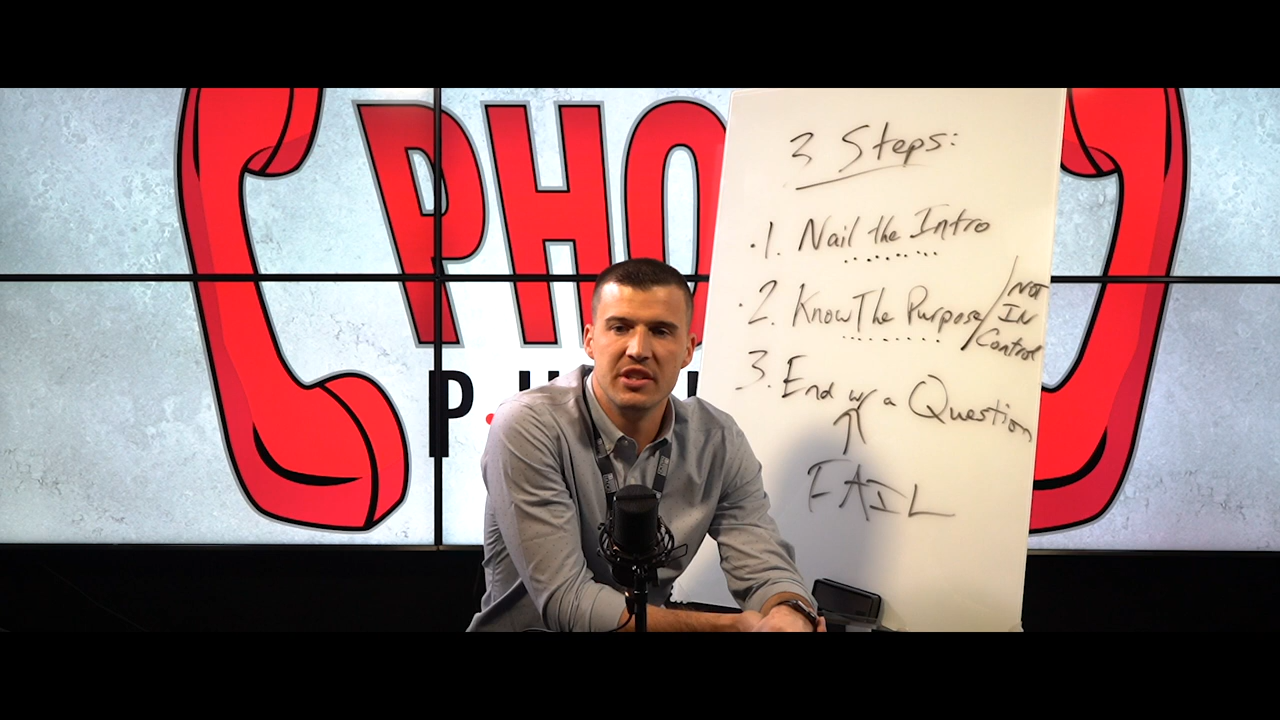 PHO
P.
3 Steps:
1. Nail the Intro
2. Know The Purpose/NOT IN Control
3. End w/ a Question
FAIL